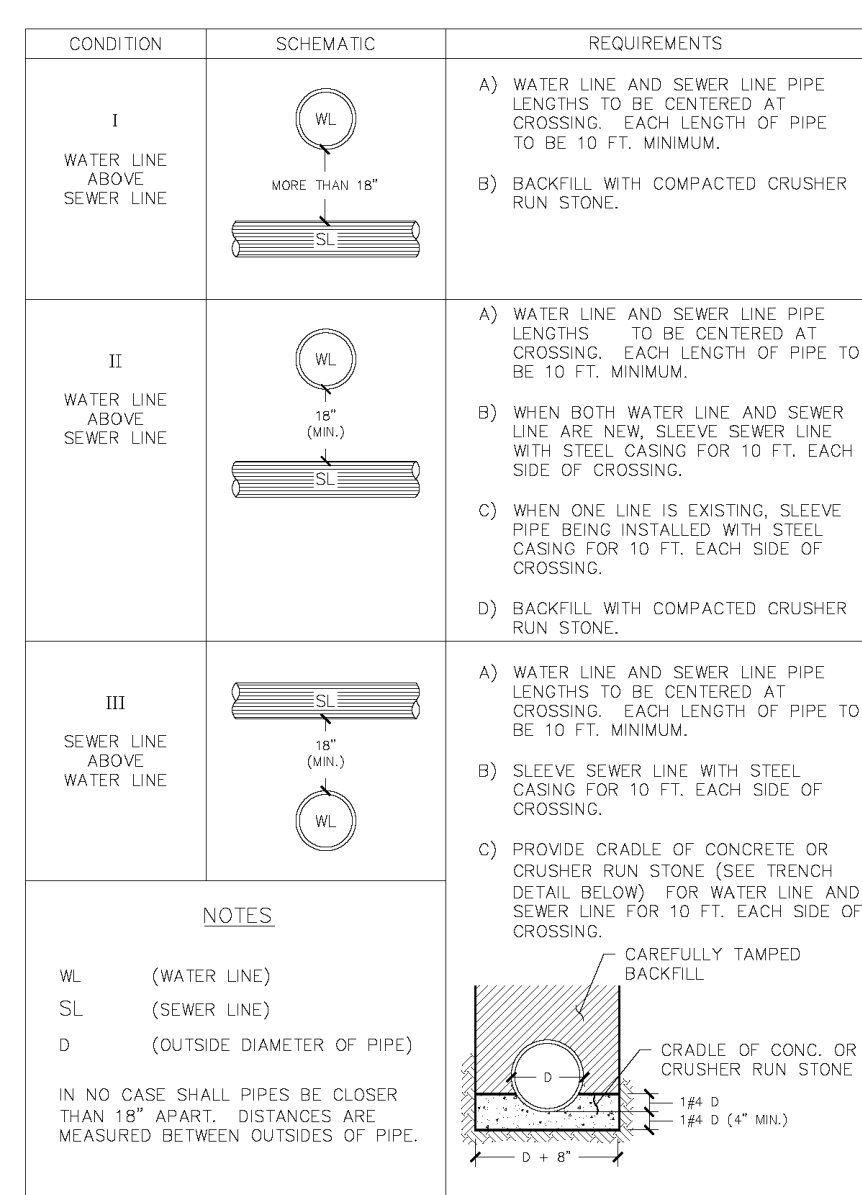 CONDITION
SCHEMATIC
REQUIREMENTS
I
WATER LINE
ABOVE
SEWER LINE
WL
MORE THAN 18"
SL
A) WATER LINE AND SEWER LINE PIPE
LENGTHS TO BE CENTERED AT
CROSSING. EACH LENGTH OF PIPE
TO BE 10 FT. MINIMUM.
B) BACKFILL WITH COMPACTED CRUSHER
RUN STONE.
II
WATER LINE
ABOVE
SEWER LINE
WL
18"
(MIN.)
SL
A) WATER LINE AND SEWER LINE PIPE
LENGTHS TO BE CENTERED AT
CROSSING. EACH LENGTH OF PIPE TO
BE 10 FT. MINIMUM.
B) WHEN BOTH WATER LINE AND SEWER
LINE ARE NEW, SLEEVE SEWER LINE
WITH STEEL CASING FOR 10 FT. EACH
SIDE OF CROSSING.
C) WHEN ONE LINE IS EXISTING, SLEEVE
PIPE BEING INSTALLED WITH STEEL
CASING FOR 10 FT. EACH SIDE OF
CROSSING.
D) BACKFILL WITH COMPACTED CRUSHER
RUN STONE.
III
SEWER LINE
ABOVE
WATER LINE
SL
18"
(MIN.)
WL
A) WATER LINE AND SEWER LINE PIPE
LENGTHS TO BE CENTERED AT
CROSSING. EACH LENGTH OF PIPE TO
BE 10 FT. MINIMUM.
B) SLEEVE SEWER LINE WITH STEEL
CASING FOR 10 FT. EACH SIDE OF
CROSSING.
C) PROVIDE CRADLE OF CONCRETE OR
CRUSHER RUN STONE (SEE TRENCH
DETAIL BELOW) FOR WATER LINE AND
SEWER LINE FOR 10 FT. EACH SIDE OF
CROSSING.
NOTES
WL (WATER LINE)
SL (SEWER LINE)
D (OUTSIDE DIAMETER OF PIPE)
IN NO CASE SHALL PIPES BE CLOSER
THAN 18" APART. DISTANCES ARE
MEASURED BETWEEN OUTSIDES OF PIPE.
CAREFULLY TAMPED
BACKFILL
D
CRADLE OF CONC. OR
CRUSHER RUN STONE
1#4 D
1#4 D (4" MIN.)
D + 8"